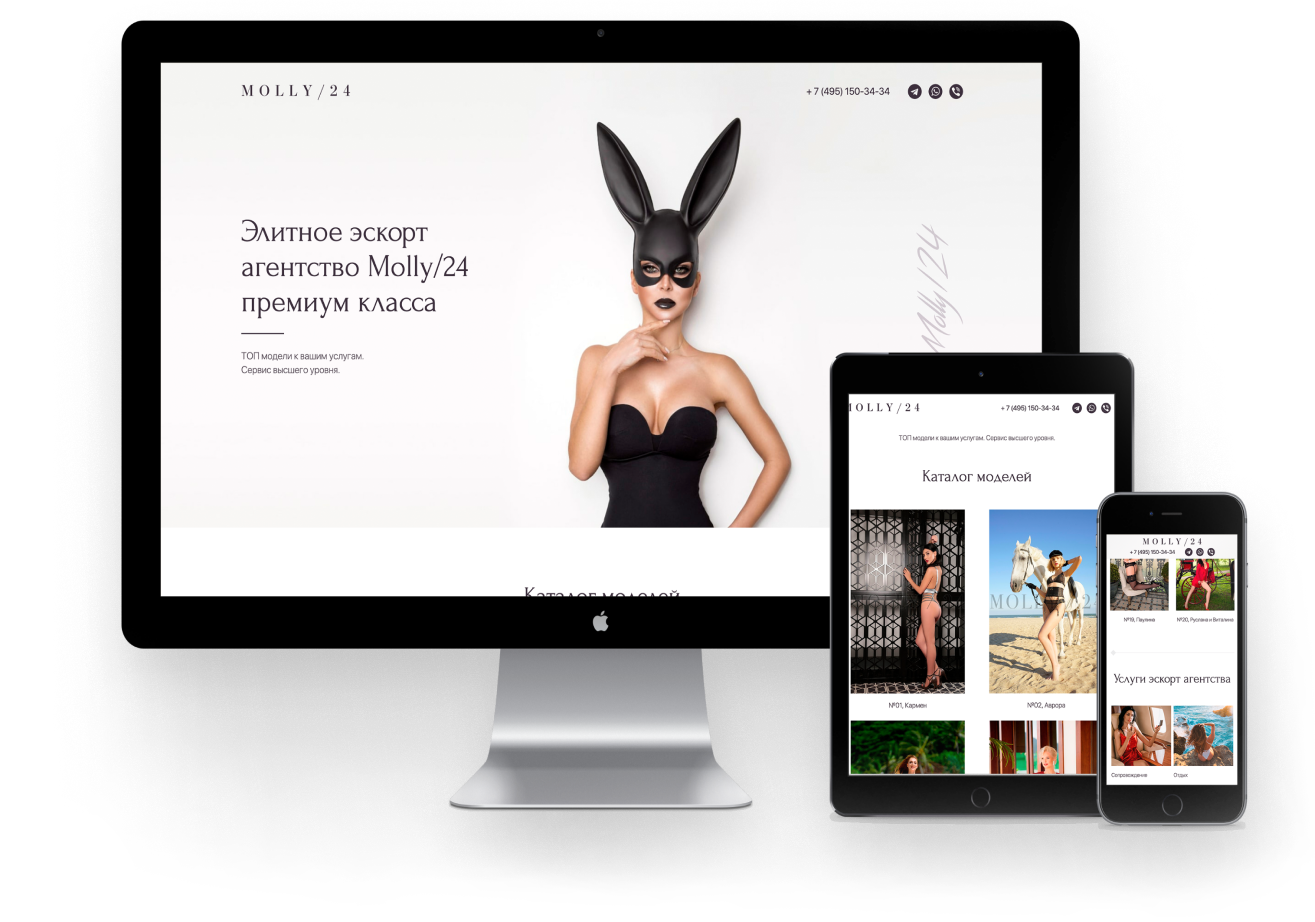 MOLLY/24
+ 7 (495) 150-34-34
Элитное эскорт
агентство Molly/24
премиум класса
ТОП модели к вашим услугам.
Сервис высшего уровня.
Molly/24
Каталог моделей
MOLLY/24
+ 7 (495) 150-34-34
ТОП модели к вашим услугам. Сервис высшего уровня.
Каталог моделей
№01, Кармен
№02, Аврора
MOLLY/24
+ 7 (495) 150-34-34
№19, Паулина
№20, Руслана и Виталина
Услуги эскорт агентства
Сопровождение
Отдых